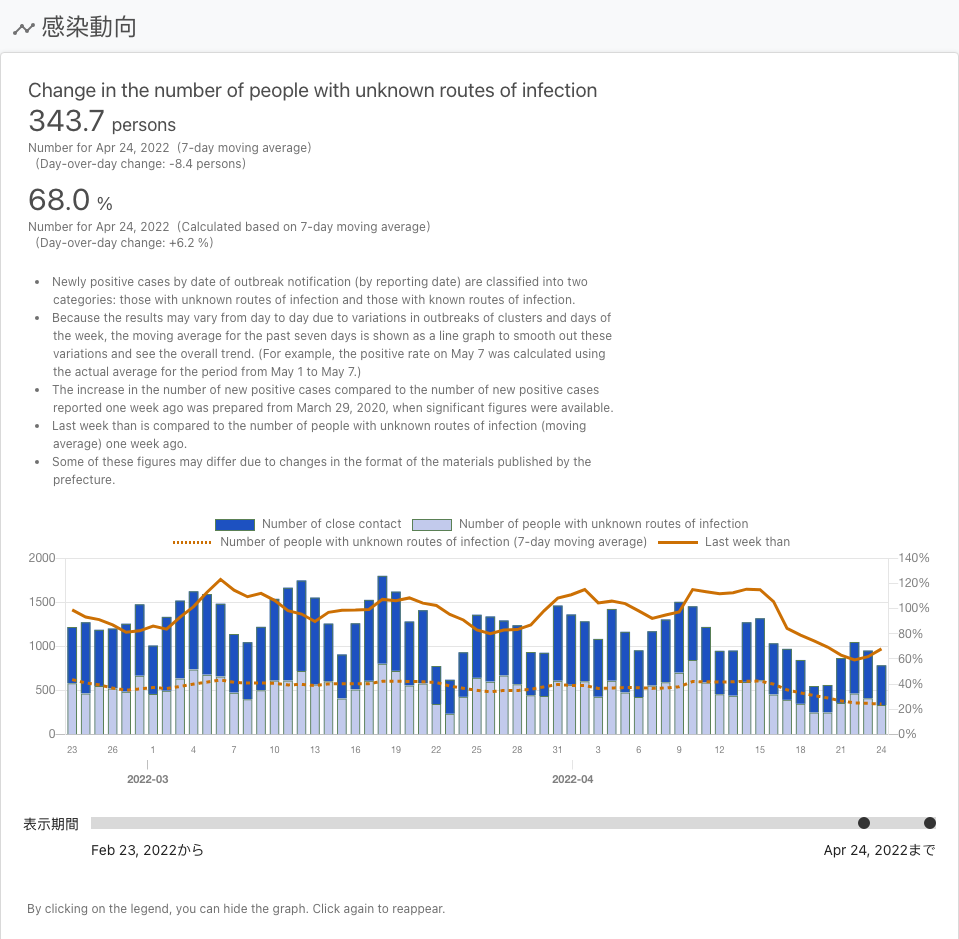 感染動向
Change in the number of people with unknown routes of infection
343.7 persons
Number for Apr 24, 2022 (7-day moving average)
(Day-over-day change: -8.4 persons)
68.0 %
Number for Apr 24, 2022 (Calculated based on 7-day moving average)
(Day-over-day change: +6.2 %)
• Newly positive cases by date of outbreak notification (by reporting date) are classified into two
categories: those with unknown routes of infection and those with known routes of infection.
• Because the results may vary from day to day due to variations in outbreaks of clusters and days of
the week, the moving average for the past seven days is shown as a line graph to smooth out these
variations and see the overall trend. (For example, the positive rate on May 7 was calculated using
the actual average for the period from May 1 to May 7.)
• The increase in the number of new positive cases compared to the number of new positive cases
reported one week ago was prepared from March 29, 2020, when significant figures were available.
• Last week than is compared to the number of people with unknown routes of infection (moving
average) one week ago.
• Some of these figures may differ due to changes in the format of the materials published by the
prefecture.
Number of close contact Number of people with unknown routes of infection
Number of people with unknown routes of infection (7-day moving average) Last week than
2000 140%
120%
1500 100%
80%
1000 60%
500 40%
20%
0 0%
23 26 1 4 7 10 13 16 19 22 25 28 31 3 6 9 12 15 18 21 24
2022-03 2022-04
表示期間
Feb 23, 2022から Apr 24, 2022まで
By clicking on the legend, you can hide the graph. Click again to reappear.